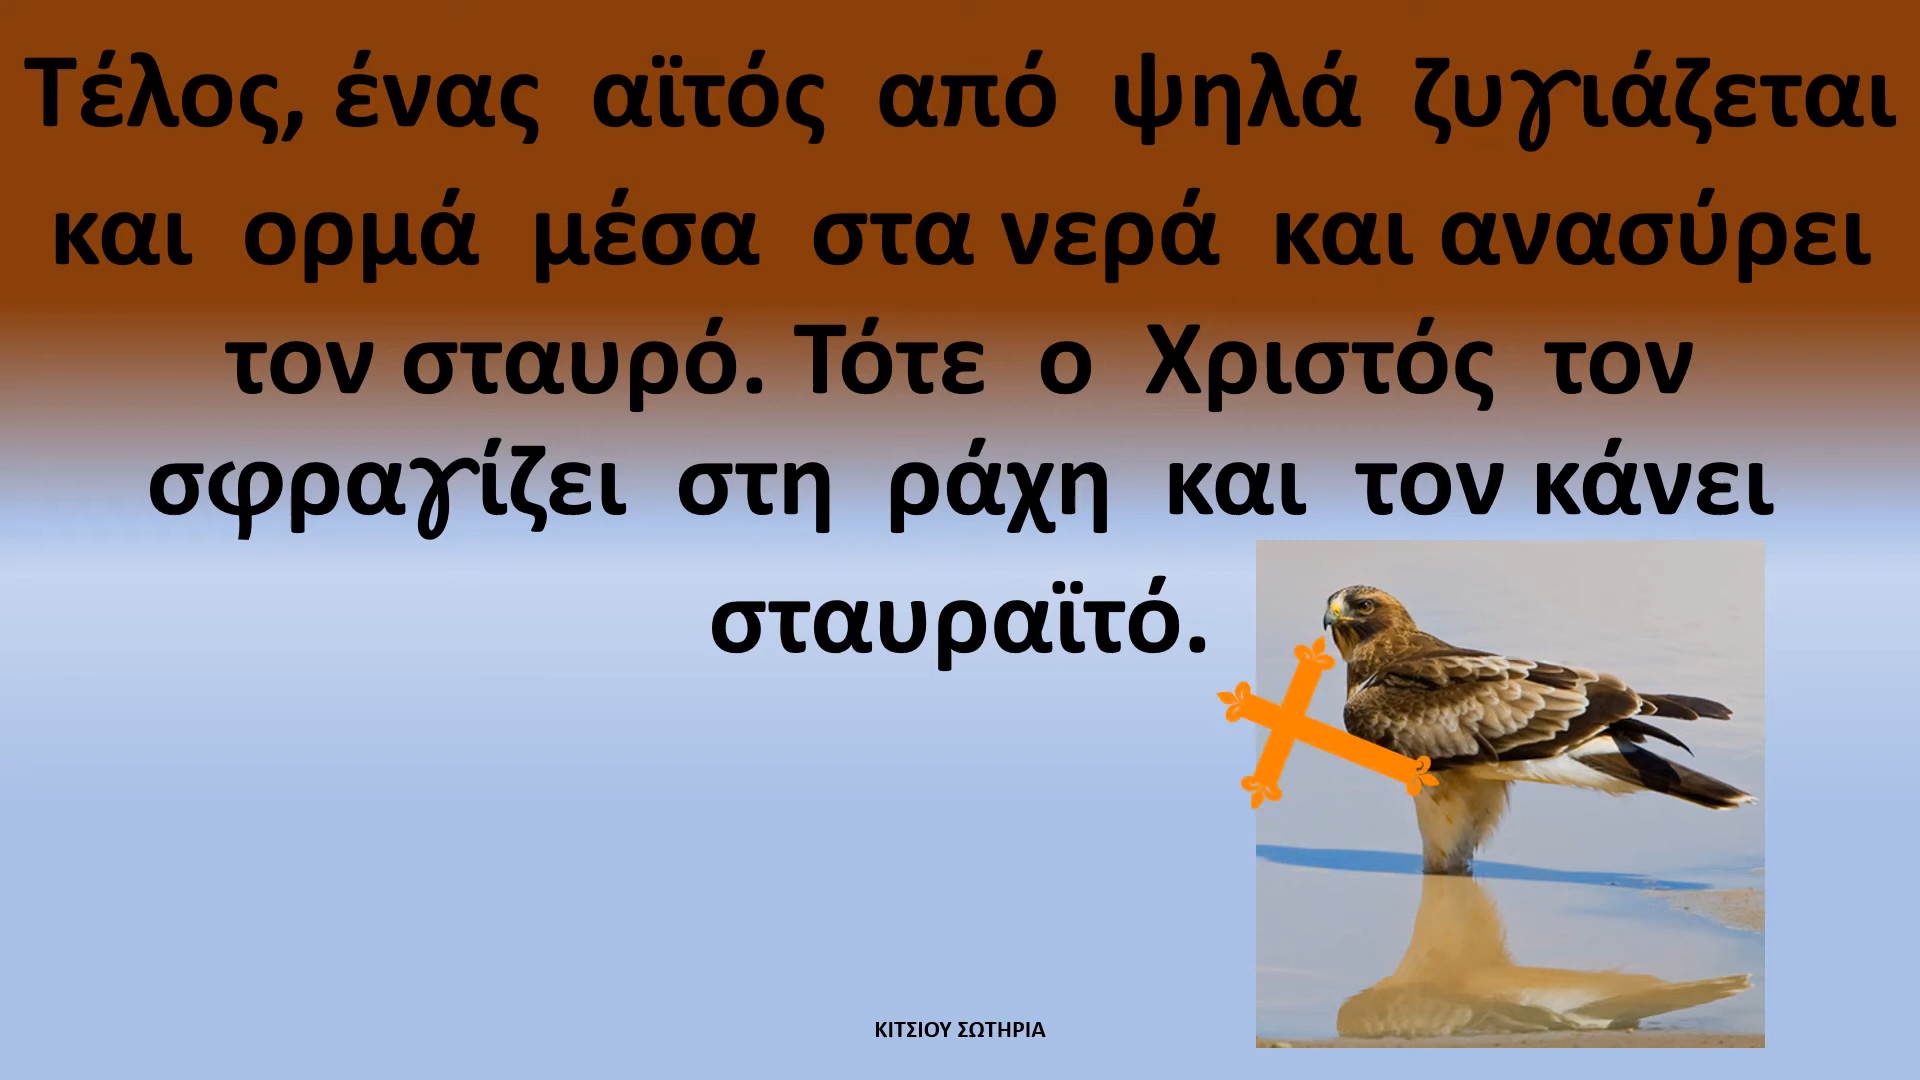 Τέλος, ένας αϊτός από ψηλά ζυγιάζεται
και ορμά μέσα στα νερά και ανασύρει
τον σταυρό. Τότε ο Χριστός τον
σφραγίζει στη ράχη και τον κάνει
σταυραϊτό.
ΚΙΤΣΙΟΥ ΣΩΤΗΡΙΑ